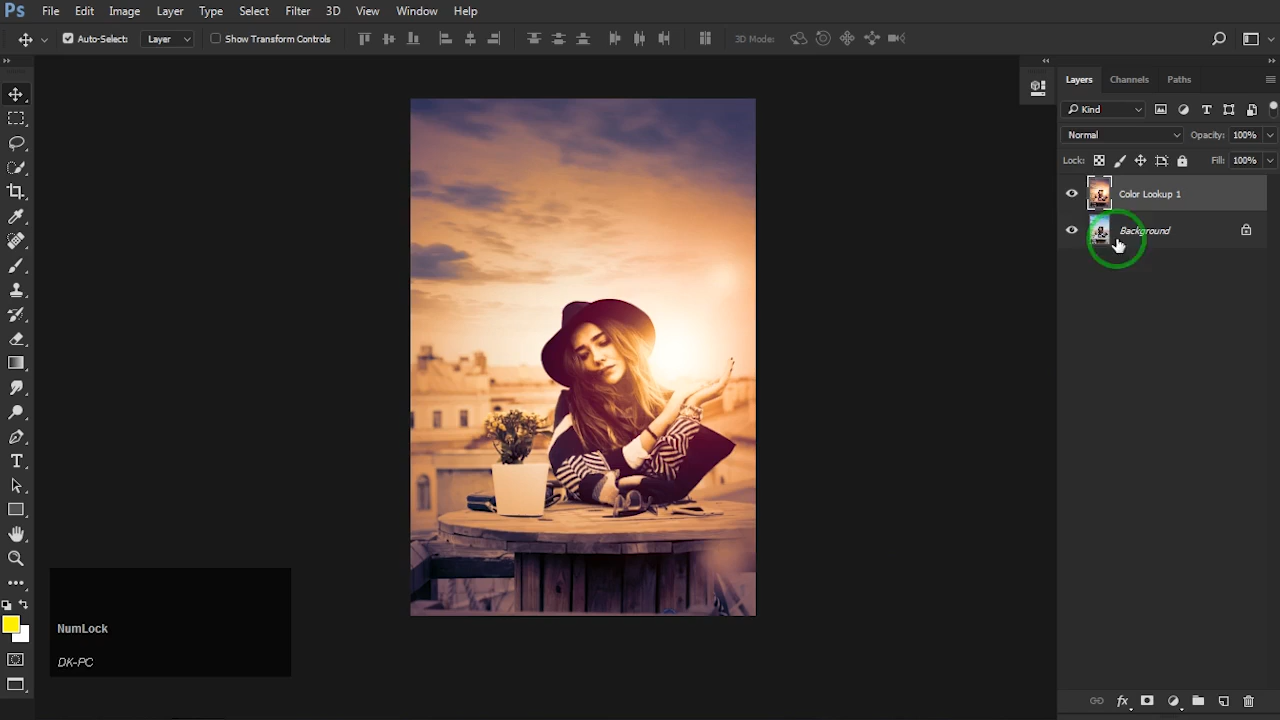 Ps File Edit Image Layer Type Select Filter 3D View Window Help
Auto-Select: Layer Show Transform Controls 3D Mode:
Layers Channels Paths
Kind
Normal Opacity: 100%
Lock: Fill: 100%
Color Lookup 1
Background
NumLock
DK-PC